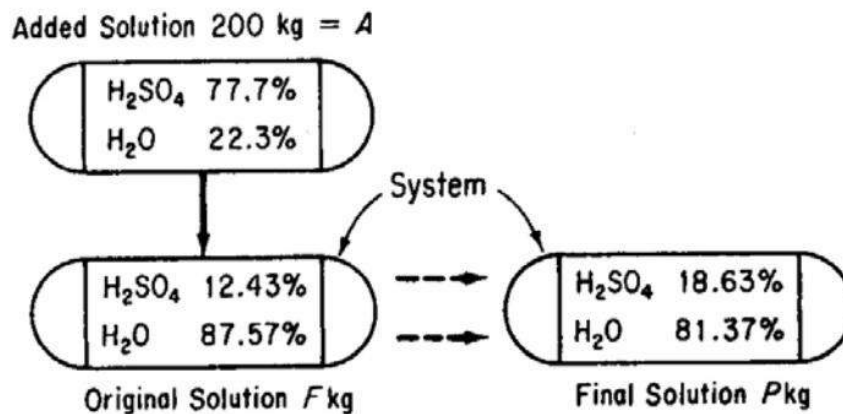 Added Solution 200 kg = A
H₂SO₄ 77.7%
H₂O 22.3%
System
H₂SO₄ 12.43%
H₂O 87.57%
H₂SO₄ 18.63%
H₂O 81.37%
Original Solution F kg
Final Solution P kg